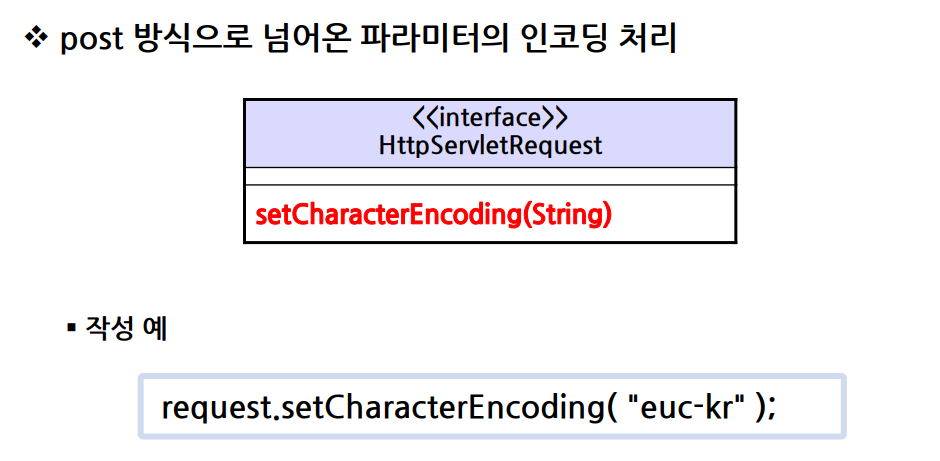 ❖ post 방식으로 넘어온 파라미터의 인코딩 처리
<<interface>>
HttpServletRequest
setCharacterEncoding(String)
▪ 작성 예
request.setCharacterEncoding( "euc-kr" );